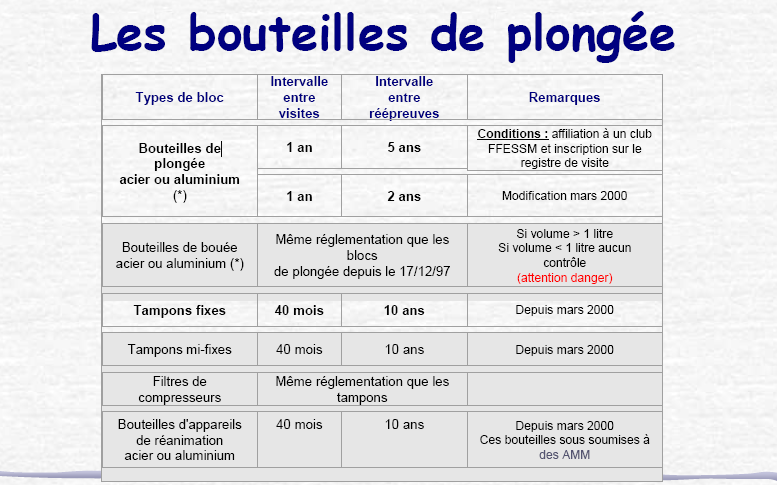 Les bouteilles de plongée
Types de bloc
Intervalle
entre
visites
Intervalle
entre
réépreuves
Remarques
Bouteilles de
plongée
acier ou aluminium
(*)
1 an
5 ans
Conditions : affiliation à un club
FFESSM et inscription sur le
registre de visite
1 an
2 ans
Modification mars 2000
Bouteilles de bouée
acier ou aluminium (*)
Même réglementation que les
blocs
de plongée depuis le 17/12/97
Si volume > 1 litre
Si volume < 1 litre aucun
contrôle
(attention danger)
Tampons fixes
40 mois
10 ans
Depuis mars 2000
Tampons mi-fixes
40 mois
10 ans
Depuis mars 2000
Filtres de
compresseurs
Même réglementation que les
tampons
Bouteilles d'appareils
de réanimation
acier ou aluminium
40 mois
10 ans
Depuis mars 2000
Ces bouteilles sous soumises à
des AMM